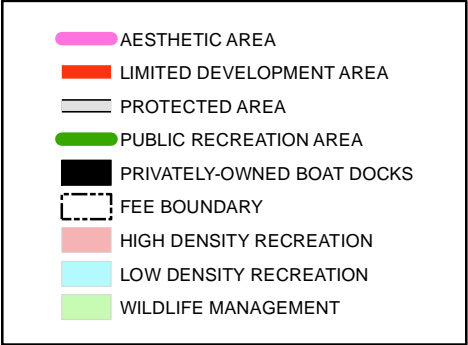 AESTHETIC AREA
LIMITED DEVELOPMENT AREA
PROTECTED AREA
PUBLIC RECREATION AREA
PRIVATELY-OWNED BOAT DOCKS
FEE BOUNDARY
HIGH DENSITY RECREATION
LOW DENSITY RECREATION
WILDLIFE MANAGEMENT